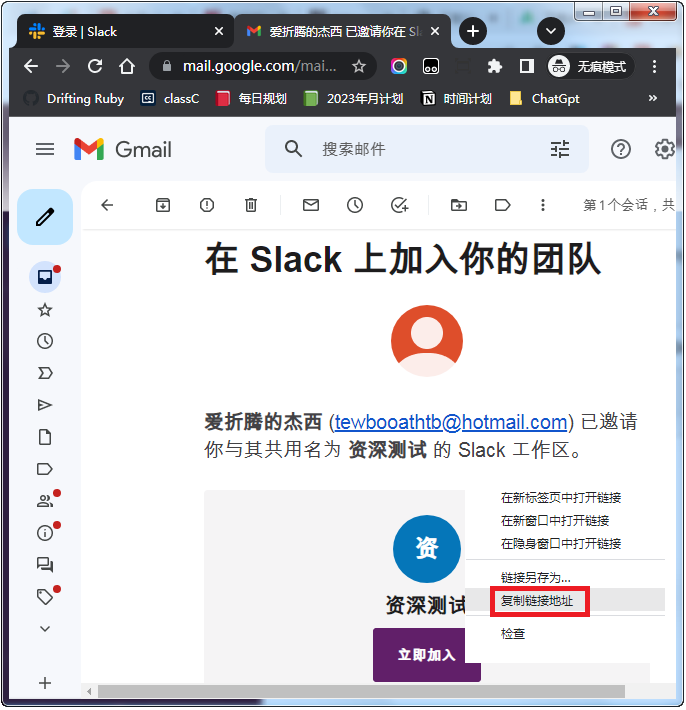 登录 | Slack
爱折腾的杰西 已邀请你在 Sl
mail.google.com/mai...
无痕模式
Drifting Ruby
classC
每日规划
2023年月计划
时间计划
ChatGpt
»
Gmail
搜索邮件
第1个会话，共
在 Slack 上加入你的团队
爱折腾的杰西 (tewbooathtb@hotmail.com) 已邀请
你与其共用名为 资深测试 的 Slack 工作区。
在新标签页中打开链接
在新窗口中打开链接
在隐身窗口中打开链接
链接另存为...
复制链接地址
检查
资
资深测试
立即加入